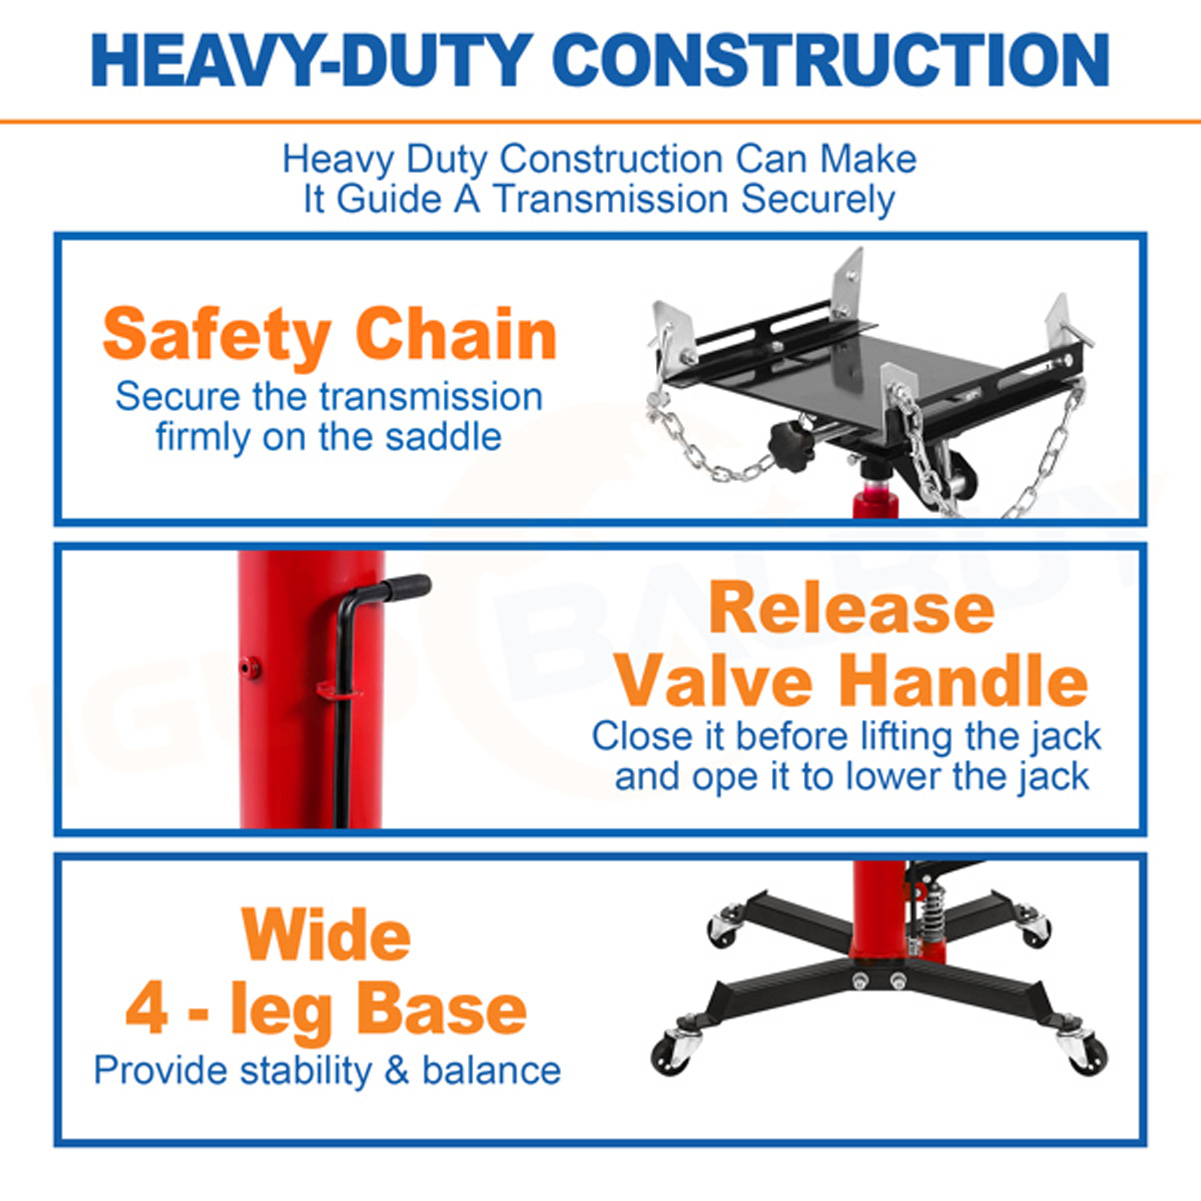 HEAVY-DUTY CONSTRUCTION
Heavy Duty Construction Can Make
It Guide A Transmission Securely
Safety Chain
Secure the transmission
firmly on the saddle
Release
Valve Handle
Close it before lifting the jack
and ope it to lower the jack
Wide
4 - leg Base
Provide stability & balance